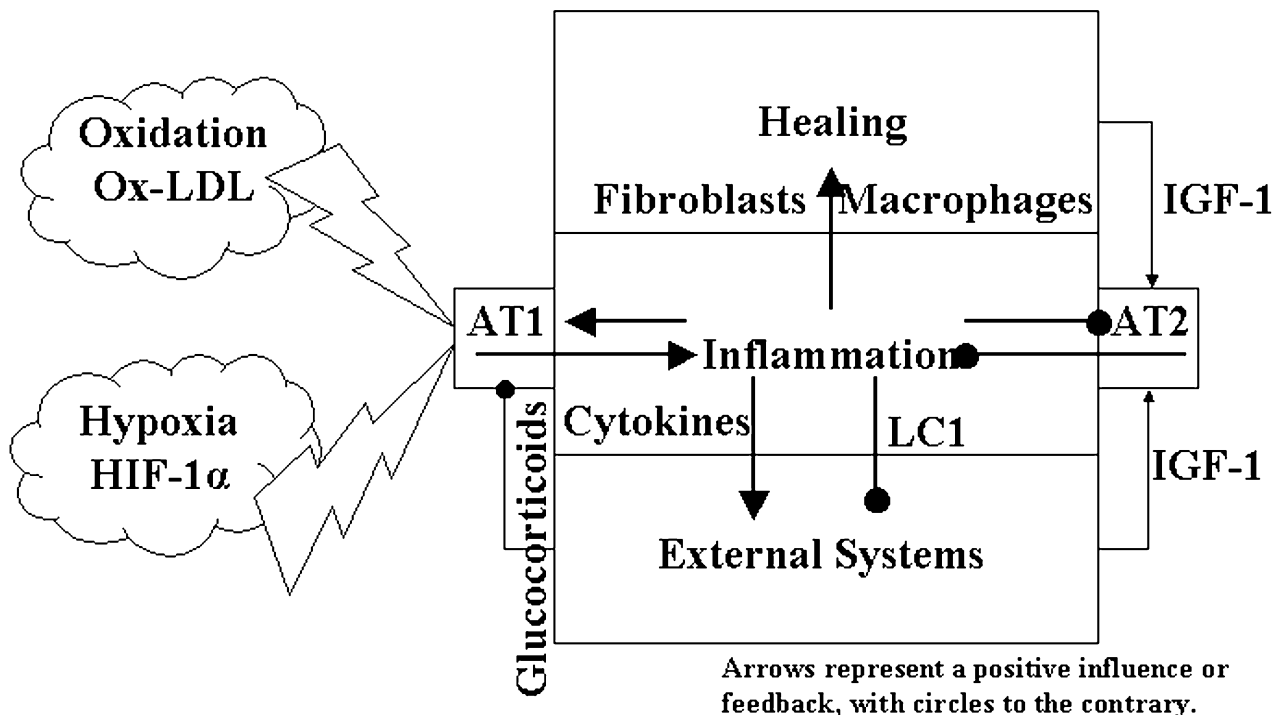 Oxidation
Ox-LDL
Healing
Fibroblasts
Macrophages
IGF-1
AT1
AT2
Inflammation
Hypoxia
HIF-1α
Cytokines
LC1
IGF-1
Glucocorticoids
External Systems
Arrows represent a positive influence or
feedback, with circles to the contrary.